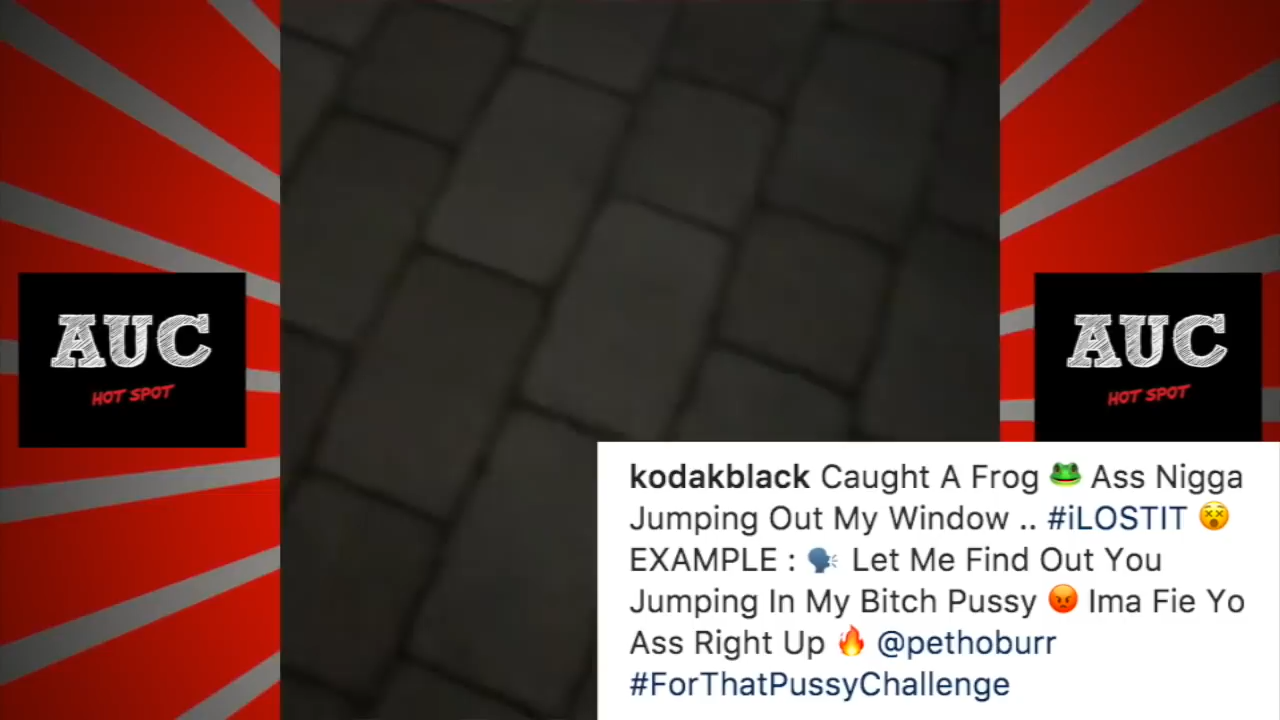 AUC
HOT SPOT
AUC
HOT SPOT
kodakblack Caught A Frog 🐸 Ass Nigga
Jumping Out My Window .. #iLOSTIT 😵
EXAMPLE : 🗣 Let Me Find Out You
Jumping In My Bitch Pussy 😡 Ima Fie Yo
Ass Right Up 🔥 @pethoburr
#ForThatPussyChallenge